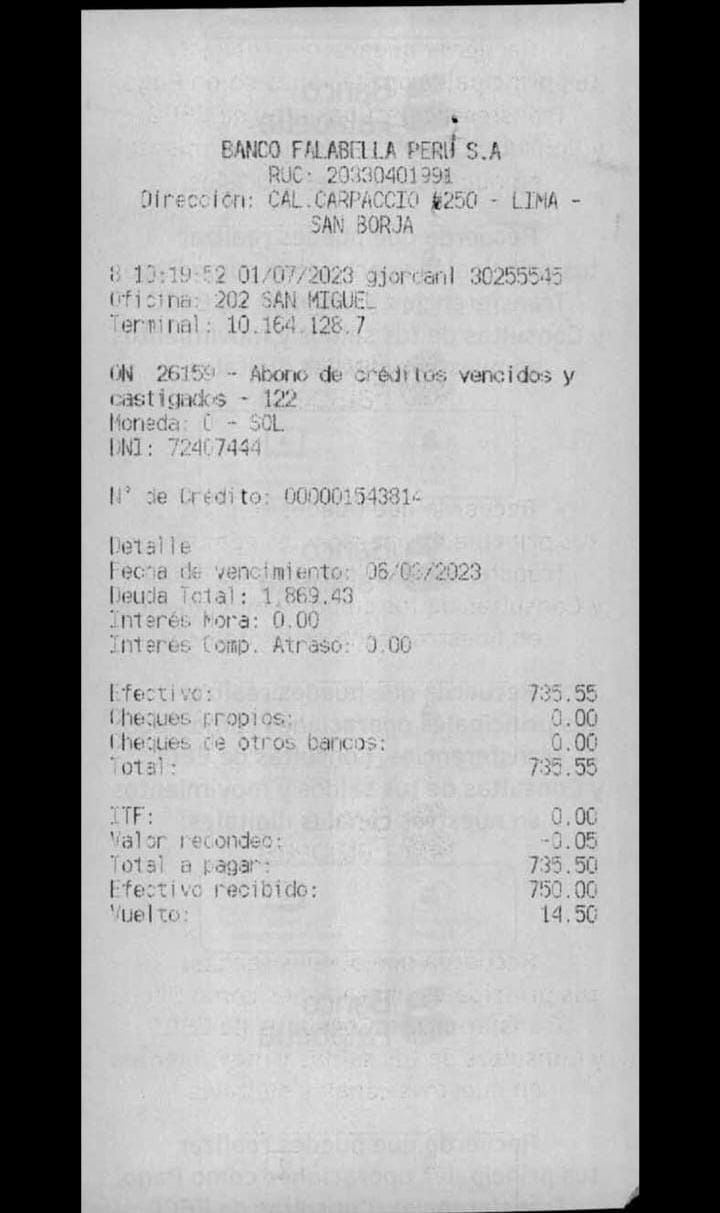 BANCO FALABELLA PERU S.A
RUC: 20330401991
Dirección: CAL.CARPACCIO #250 - LIMA -
SAN BORJA
8 10:19:52 01/07/2023 gjorcanl 30255545
Oficina: 202 SAN MIGUEL
Terminal: 10.164.128.7
ON 26159 - Abono de créditos vencidos y
castigados - 122
Moneda: 0 - SOL
DNI: 72407444
N° de Crédito: 000001543814
Detalle
Fecha de vencimiento: 06/03/2023
Deuda Total: 1,869.43
Interés Mora: 0.00
Interés Comp. Atraso: 0.00
Efectivo: 735.55
Cheques propios: 0.00
Cheques de otros bancos: 0.00
Total: 735.55
ITF: 0.00
Valor redondeo: -0.05
Total a pagar: 735.50
Efectivo recibido: 750.00
Vuelto: 14.50